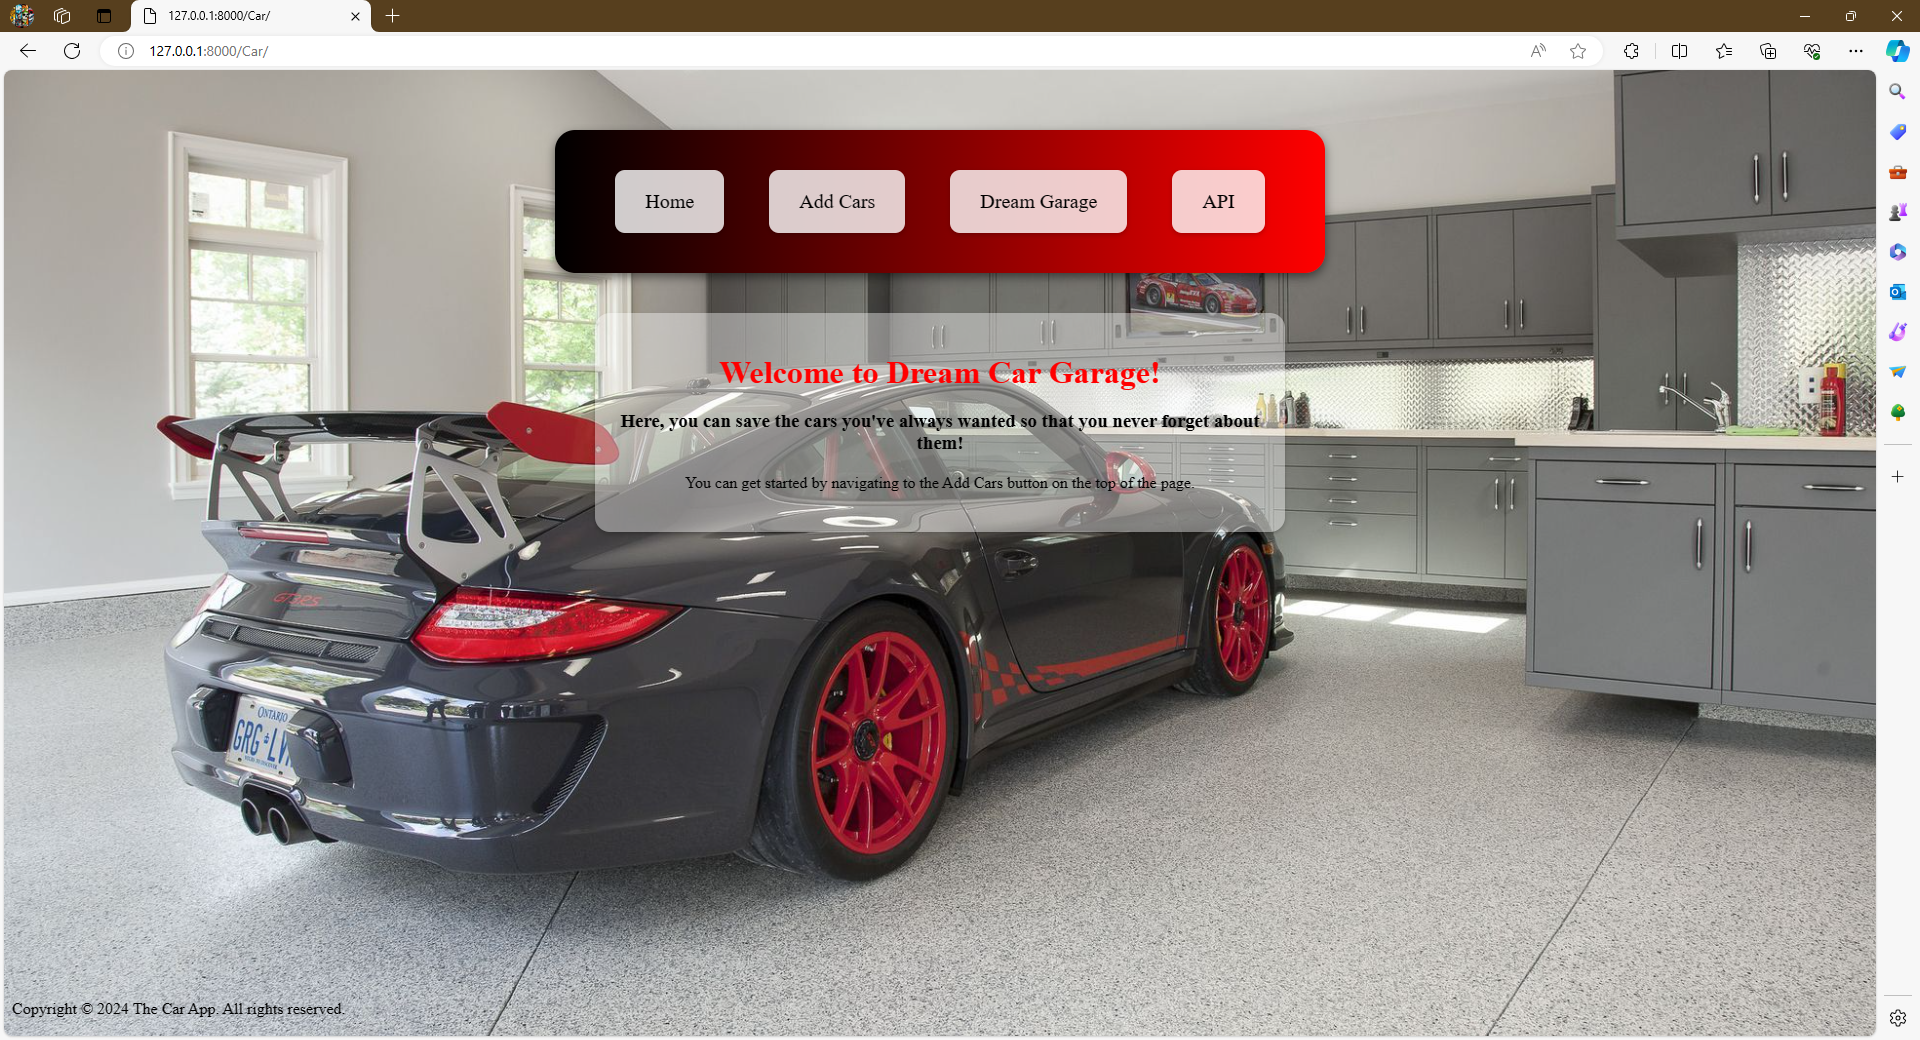 127.0.0.1:8000/Car/
127.0.0.1:8000/Car/
Home
Add Cars
Dream Garage
API
Welcome to Dream Car Garage!
Here, you can save the cars you've always wanted so that you never forget about
them!
You can get started by navigating to the Add Cars button on the top of the page.
GT3 RS
ONTARIO
Copyright © 2024 The Car App. All rights reserved.